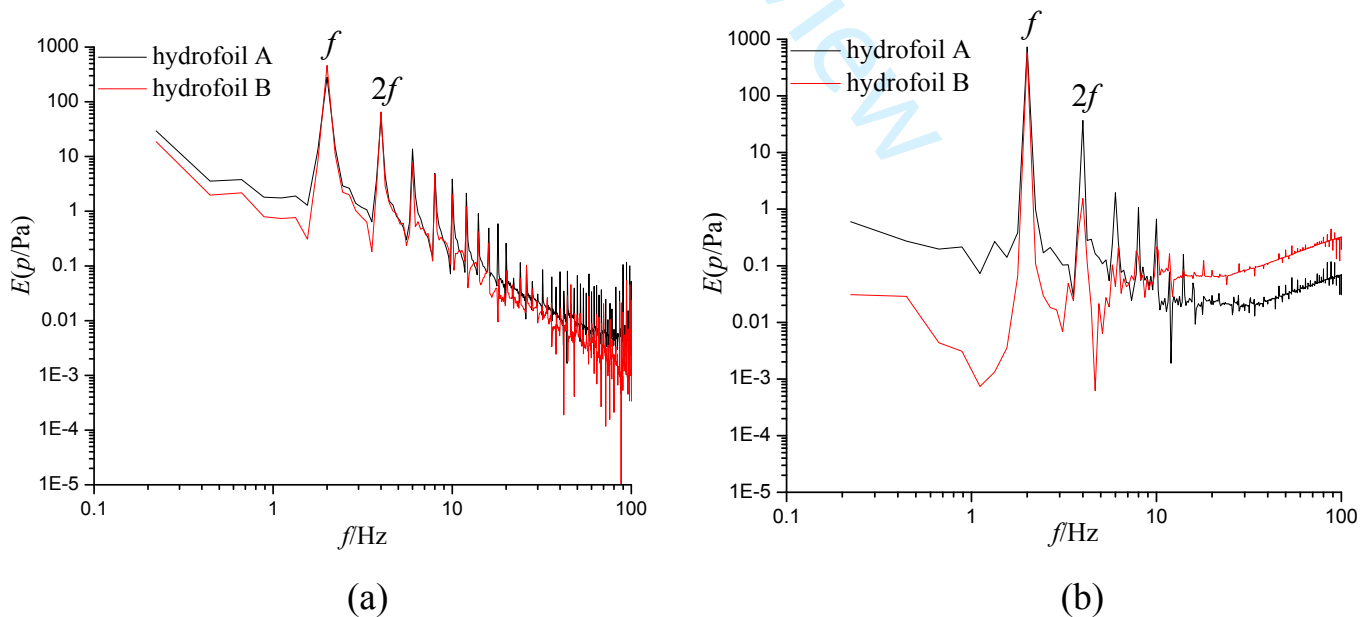 view
f
2f
hydrofoil A
hydrofoil B
1000
100
10
1
0.1
0.01
1E-3
1E-4
1E-5
E(p/Pa)
0.1
1
10
100
f/Hz
(a)
f
2f
hydrofoil A
hydrofoil B
1000
100
10
1
0.1
0.01
1E-3
1E-4
1E-5
E(p/Pa)
0.1
1
10
100
f/Hz
(b)